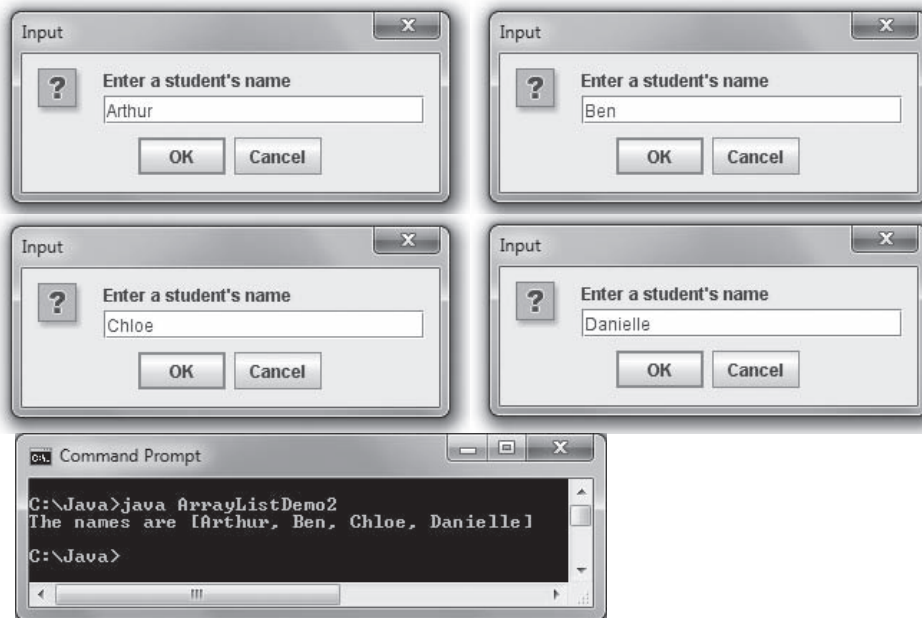 Input
X
?
Enter a student's name
Arthur
OK Cancel
Input
X
?
Enter a student's name
Ben
OK Cancel
Input
X
?
Enter a student's name
Chloe
OK Cancel
Input
X
?
Enter a student's name
Danielle
OK Cancel
C:\. Command Prompt
C:\Java>java ArrayListDemo2
The names are [Arthur, Ben, Chloe, Danielle]
C:\Java>